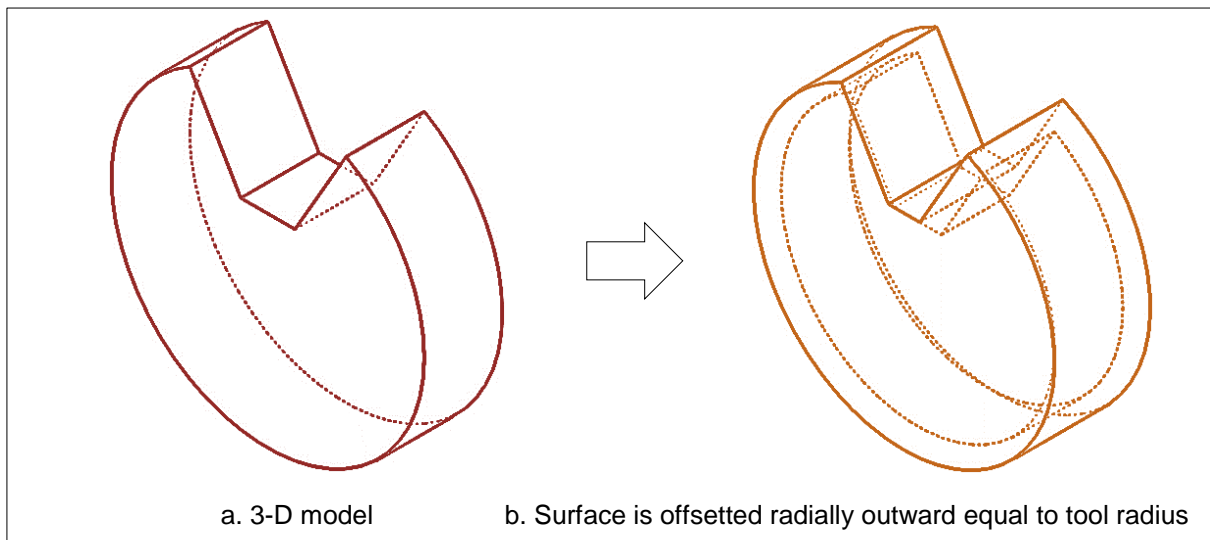 a. 3-D model
b. Surface is offsetted radially outward equal to tool radius